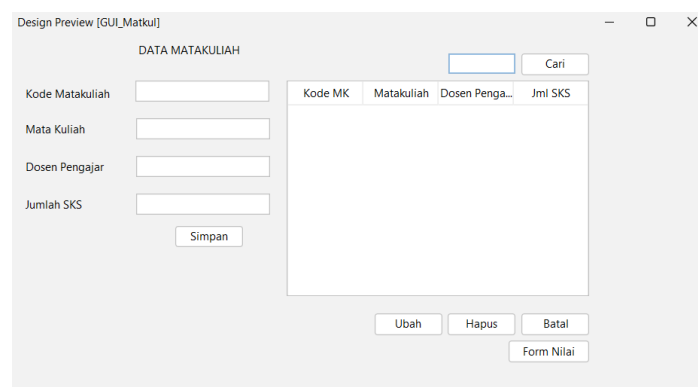 Design Preview [GUI_Matkul]
DATA MATAKULIAH
Cari
Kode Matakuliah
Mata Kuliah
Dosen Pengajar
Jumlah SKS
Simpan
Kode MK Matakuliah Dosen Penga... Jml SKS
Ubah Hapus Batal
Form Nilai